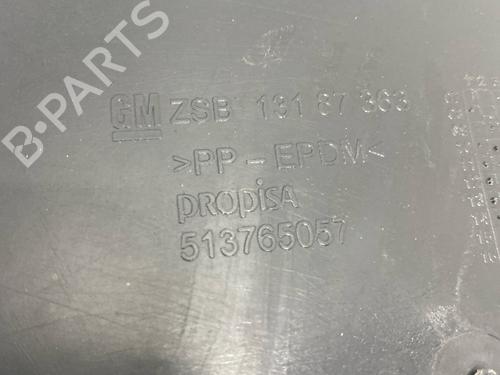 GM ZSB 131 87 363
>PP-EPDM<
propisa
513765057
B-PARTS